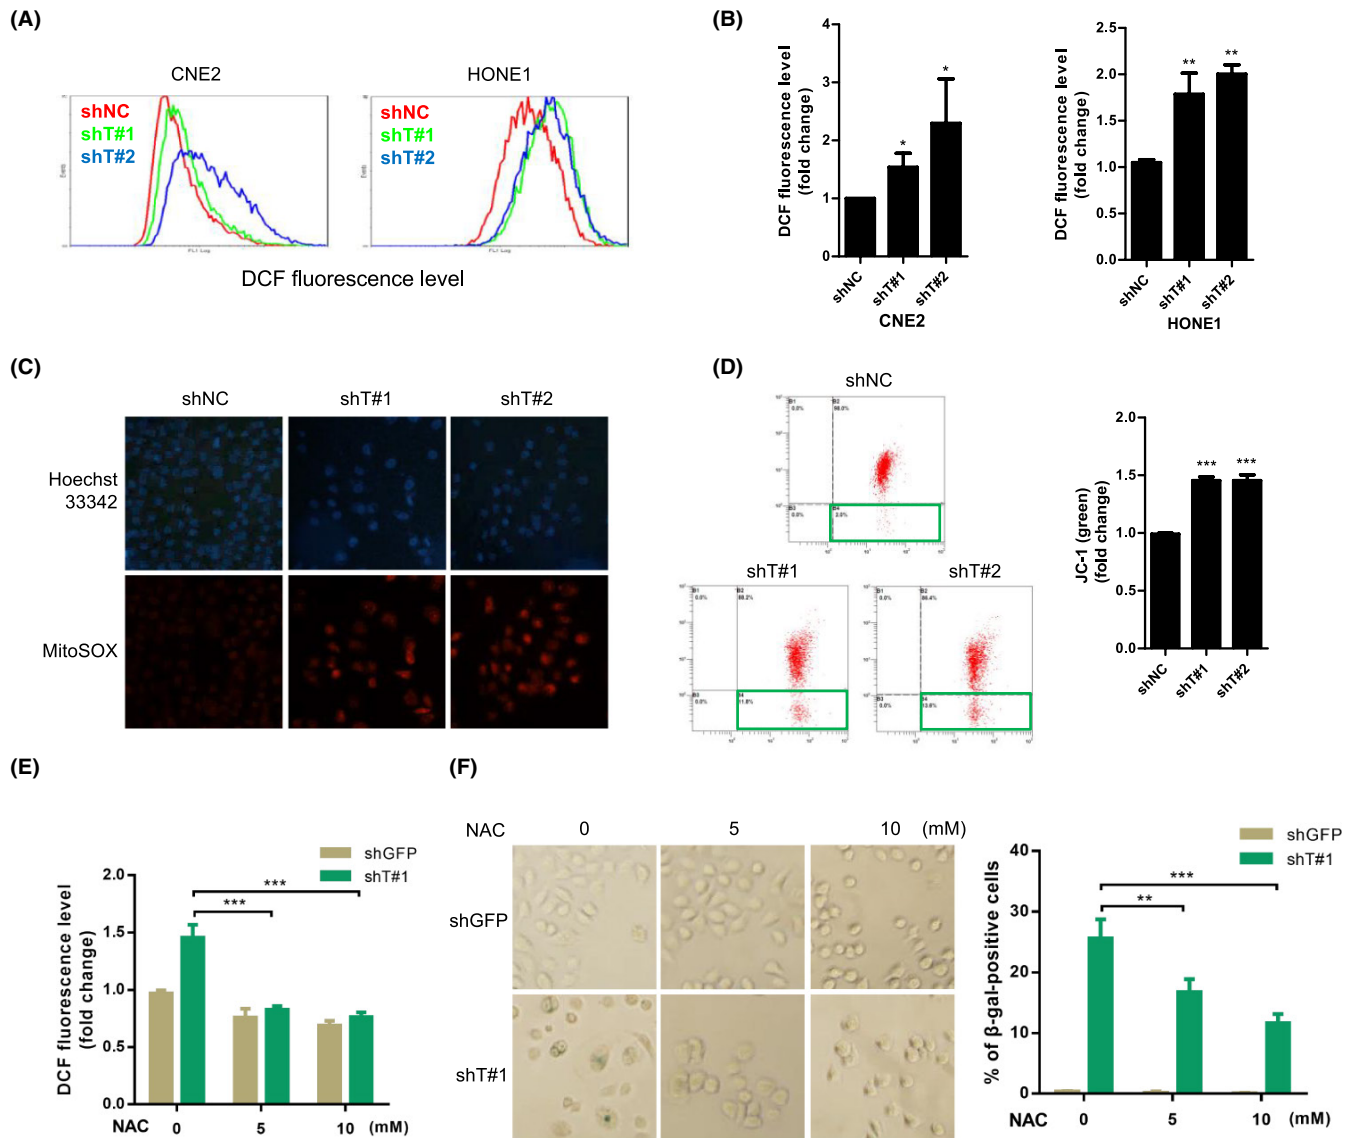 (A)
CNE2
HONE1
shNC
shT#1
shT#2
shNC
shT#1
shT#2
DCF fluorescence level
(B)
DCF fluorescence level
(fold change)
4
3
2
1
0
*
*
shNC
shT#1
shT#2
CNE2
DCF fluorescence level
(fold change)
2.5
2.0
1.5
1.0
0.5
0.0
**
**
shNC
shT#1
shT#2
HONE1
(C)
shNC
shT#1
shT#2
Hoechst
33342
MitoSOX
(D)
shNC
shT#1
shT#2
JC-1 (green)
(fold change)
2.0
1.5
1.0
0.5
0.0
***
***
shNC
shT#1
shT#2
(E)
shGFP
shT#1
DCF fluorescence level
(fold change)
2.0
1.5
1.0
0.5
0.0
***
***
NAC
0
5
10
(mM)
(F)
NAC
0
5
10
(mM)
shGFP
shT#1
shGFP
shT#1
% of β-gal-positive cells
40
30
20
10
0
***
**
NAC
0
5
10
(mM)